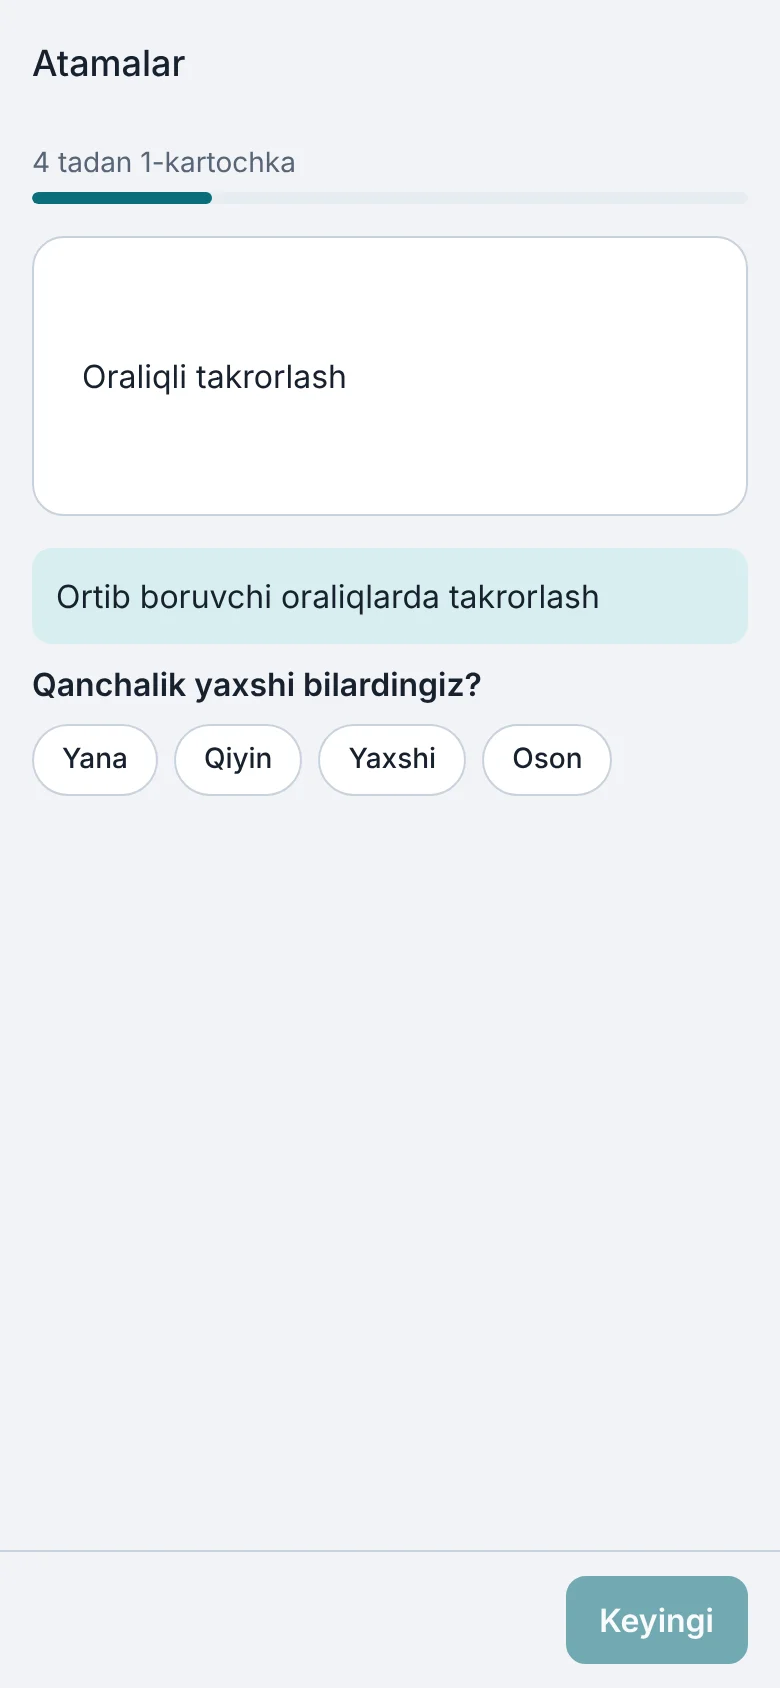 Atamalar
4 tadan 1-kartochka
Oraliqli takrorlash
Ortib boruvchi oraliqlarda takrorlash
Qanchalik yaxshi bilardingiz?
Yana
Qiyin
Yaxshi
Oson
Keyingi